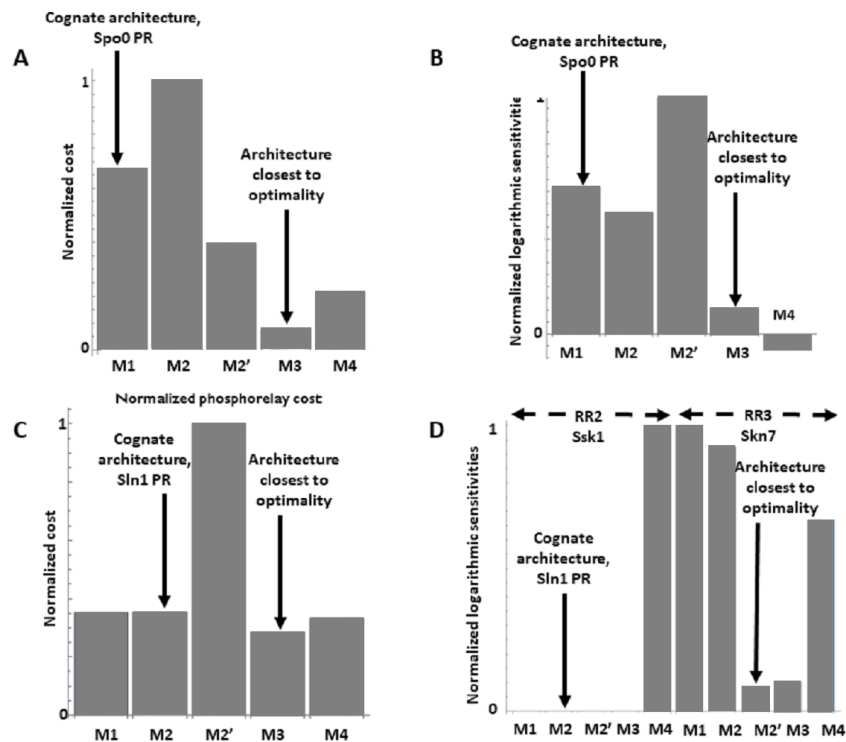 A
Cognate architecture,
Spo0 PR
Architecture
closest to
optimality
Normalized cost
1
0
M1 M2 M2′ M3 M4
B
Cognate architecture,
Spo0 PR
Architecture
closest to
optimality
Normalized logarithmic sensitivitie
0
M4
M1 M2 M2′ M3
C
Normalized phosphorelay cost
Cognate
architecture,
Sln1 PR
Architecture
closest to
optimality
Normalized cost
1
0
M1 M2 M2′ M3 M4
D
RR2 RR3
Ssk1 Skn7
Architecture
closest to
optimality
Cognate
architecture,
Sln1 PR
Normalized logarithmic sensitivities
1
0
M1 M2 M2′ M3 M4 M1 M2 M2′ M3 M4